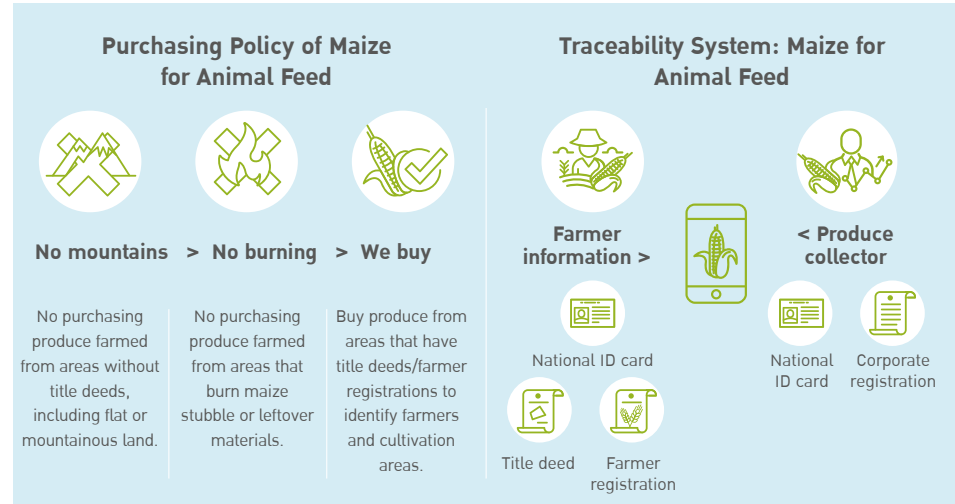 Purchasing Policy of Maize
for Animal Feed
No mountains > No burning > We buy
No purchasing
produce farmed
from areas without
title deeds,
including flat or
mountainous land.
No purchasing
produce farmed
from areas that
burn maize
stubble or leftover
materials.
Buy produce from
areas that have
title deeds/farmer
registrations to
identify farmers
and cultivation
areas.
Traceability System: Maize for
Animal Feed
Farmer
information >
< Produce
collector
National ID card
Title deed
Farmer
registration
National
ID card
Corporate
registration